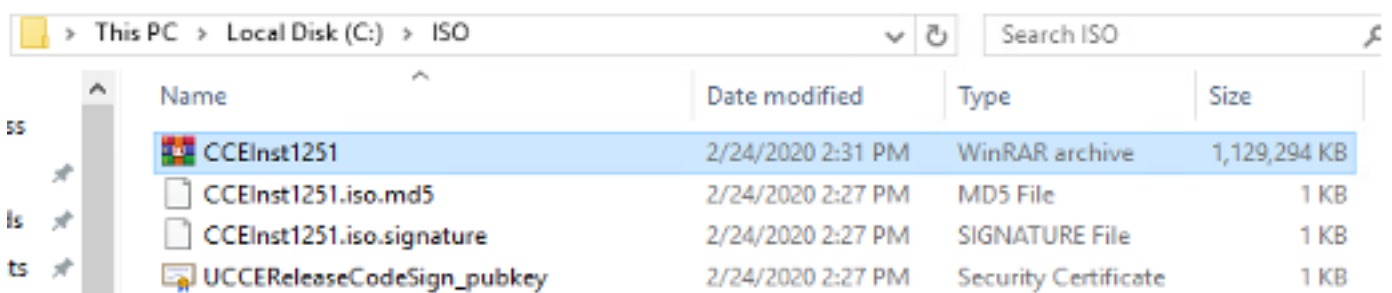 This PC > Local Disk (C:) > ISO Search ISO
Name Date modified Type Size
ss
CCEInst1251 2/24/2020 2:31 PM WinRAR archive 1,129,294 KB
CCEInst1251.iso.md5 2/24/2020 2:27 PM MD5 File 1 KB
ls
CCEInst1251.iso.signature 2/24/2020 2:27 PM SIGNATURE File 1 KB
ts UCCEReleaseCodeSign_pubkey 2/24/2020 2:27 PM Security Certificate 1 KB